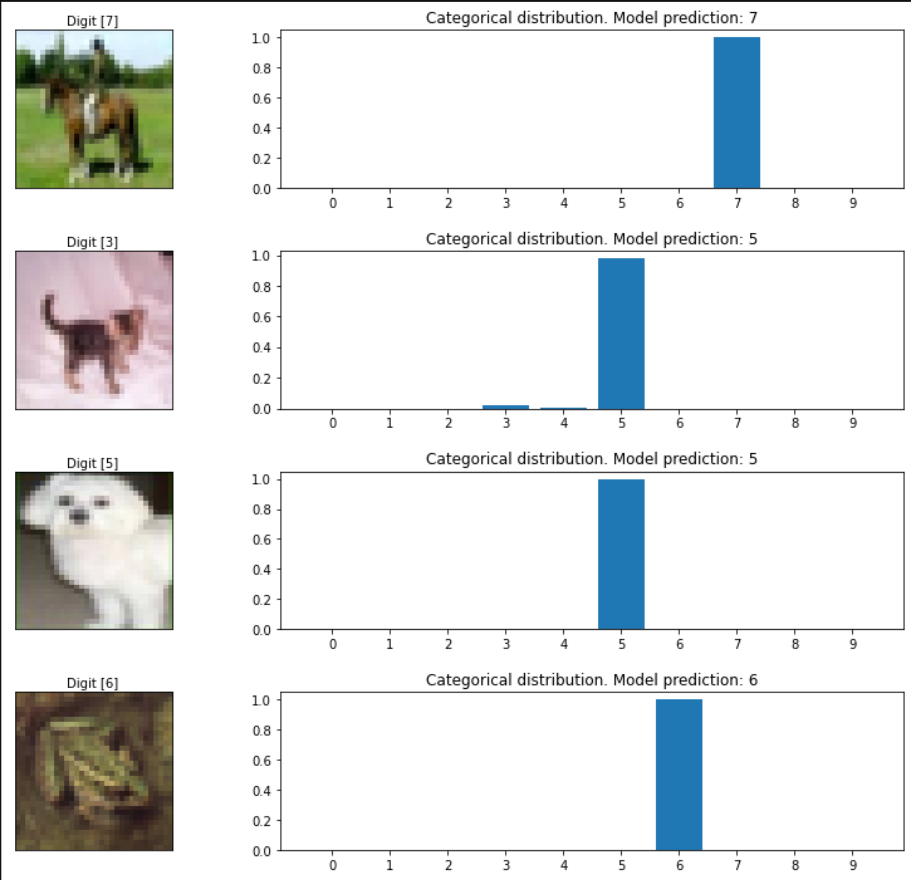 Digit [7]
Categorical distribution. Model prediction: 7
1.0
0.8
0.6
0.4
0.2
0.0
0 1 2 3 4 5 6 7 8 9
Digit [3]
Categorical distribution. Model prediction: 5
1.0
0.8
0.6
0.4
0.2
0.0
0 1 2 3 4 5 6 7 8 9
Digit [5]
Categorical distribution. Model prediction: 5
1.0
0.8
0.6
0.4
0.2
0.0
0 1 2 3 4 5 6 7 8 9
Digit [6]
Categorical distribution. Model prediction: 6
1.0
0.8
0.6
0.4
0.2
0.0
0 1 2 3 4 5 6 7 8 9